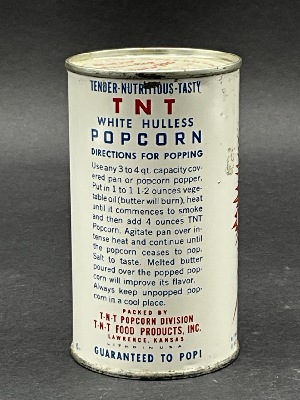 TENDER-NUTRITIOUS-TASTY
TNT
WHITE HULLESS
POPCORN
DIRECTIONS FOR POPPING
Use any 3 to 4 qt. capacity cov-
ered pan or popcorn popper.
Put in 1 to 1 1-2 ounces vege-
table oil (butter will burn), heat
until it commences to smoke
and then add 4 ounces TNT
Popcorn. Agitate pan over in-
tense heat and continue until
the popcorn ceases to pop.
Salt to taste. Melted butter
poured over the popped pop-
corn will improve its flavor.
Always keep unpopped pop-
corn in a cool place.
PACKED BY
T-N-T POPCORN DIVISION
T-N-T FOOD PRODUCTS, INC.
LAWRENCE, KANSAS
LITHO IN U.S.A.
GUARANTEED TO POP!